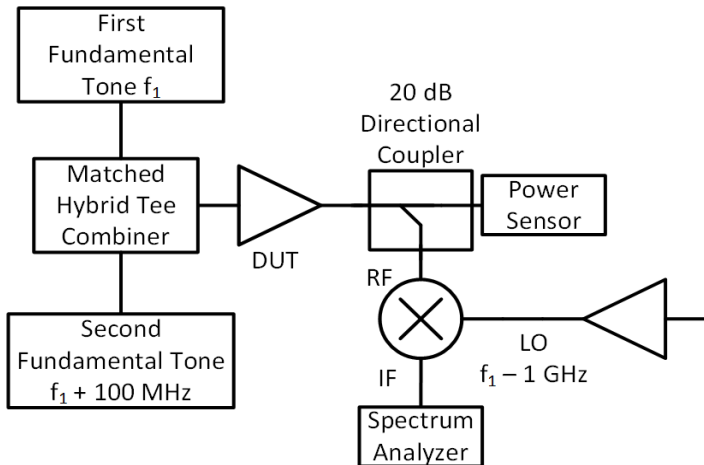 First
Fundamental
Tone f₁
Matched
Hybrid Tee
Combiner
Second
Fundamental Tone
f₁ + 100 MHz
DUT
20 dB
Directional
Coupler
Power
Sensor
RF
LO
f₁ – 1 GHz
IF
Spectrum
Analyzer